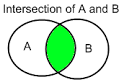 Intersection of A and B
A
B